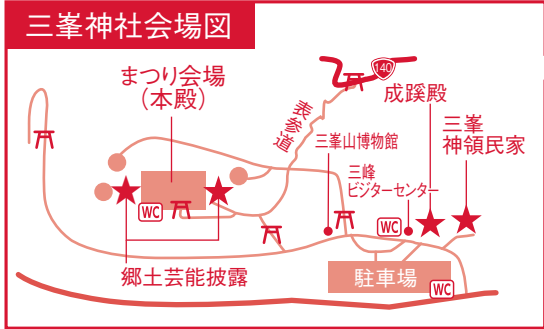 三峯神社会場図
まつり会場
（本殿）
140
表参道
成蹊殿
三峯山博物館
三峯
神領民家
三峰
ビジターセンター
WC
WC
郷土芸能披露
駐車場
WC